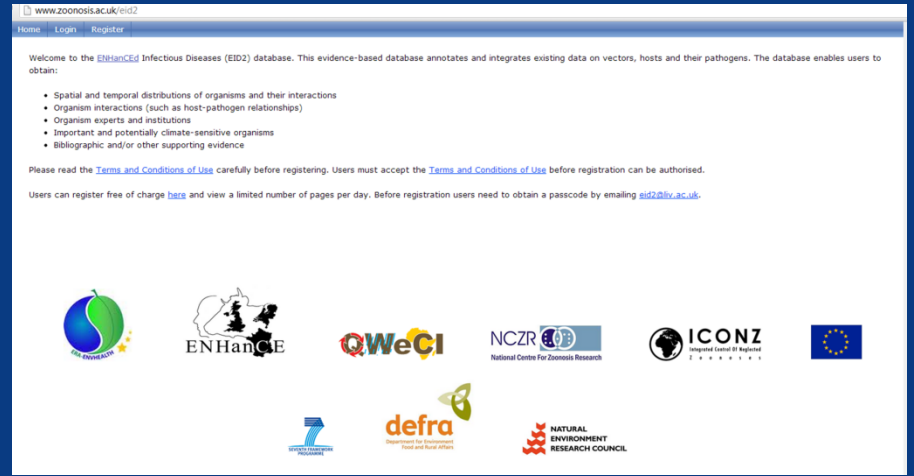 www.zoonosis.ac.uk/eid2
Home Login Register
Welcome to the ENHanCEd Infectious Diseases (EID2) database. This evidence-based database annotates and integrates existing data on vectors, hosts and their pathogens. The database enables users to
obtain:
• Spatial and temporal distributions of organisms and their interactions
• Organism interactions (such as host-pathogen relationships)
• Organism experts and institutions
• Important and potentially climate-sensitive organisms
• Bibliographic and/or other supporting evidence
Please read the Terms and Conditions of Use carefully before registering. Users must accept the Terms and Conditions of Use before registration can be authorised.
Users can register free of charge here and view a limited number of pages per day. Before registration users need to obtain a passcode by emailing eid2@liv.ac.uk.
ERA-ENVHEALTH
ENHanCE
QWeCI
NCZR
National Centre For Zoonosis Research
ICONZ
Integrated Control Of Neglected
Zoonoses
SEVENTH FRAMEWORK
PROGRAMME
defra
Department for Environment
Food and Rural Affairs
NATURAL
ENVIRONMENT
RESEARCH COUNCIL